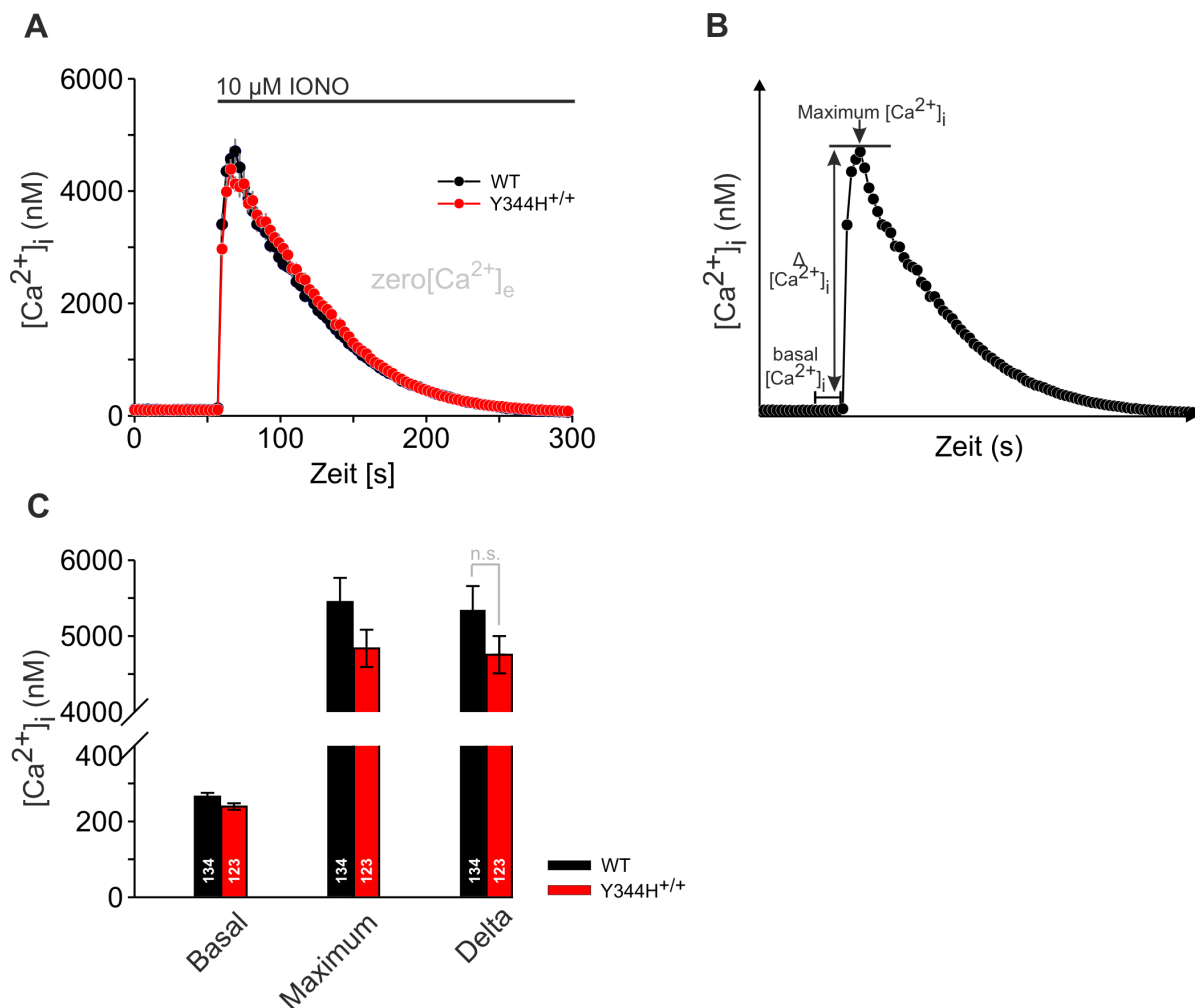 A
6000
4000
2000
0
[Ca²⁺]ᵢ (nM)
10 µM IONO
WT
Y344H⁺/⁺
zero[Ca²⁺]ₑ
0
100
200
300
Zeit [s]
B
[Ca²⁺]ᵢ (nM)
Maximum [Ca²⁺]ᵢ
Δ
[Ca²⁺]ᵢ
basal
[Ca²⁺]ᵢ
Zeit (s)
C
[Ca²⁺]ᵢ (nM)
6000
5000
4000
400
200
0
n.s.
134
123
134
123
134
123
Basal
Maximum
Delta
WT
Y344H⁺/⁺